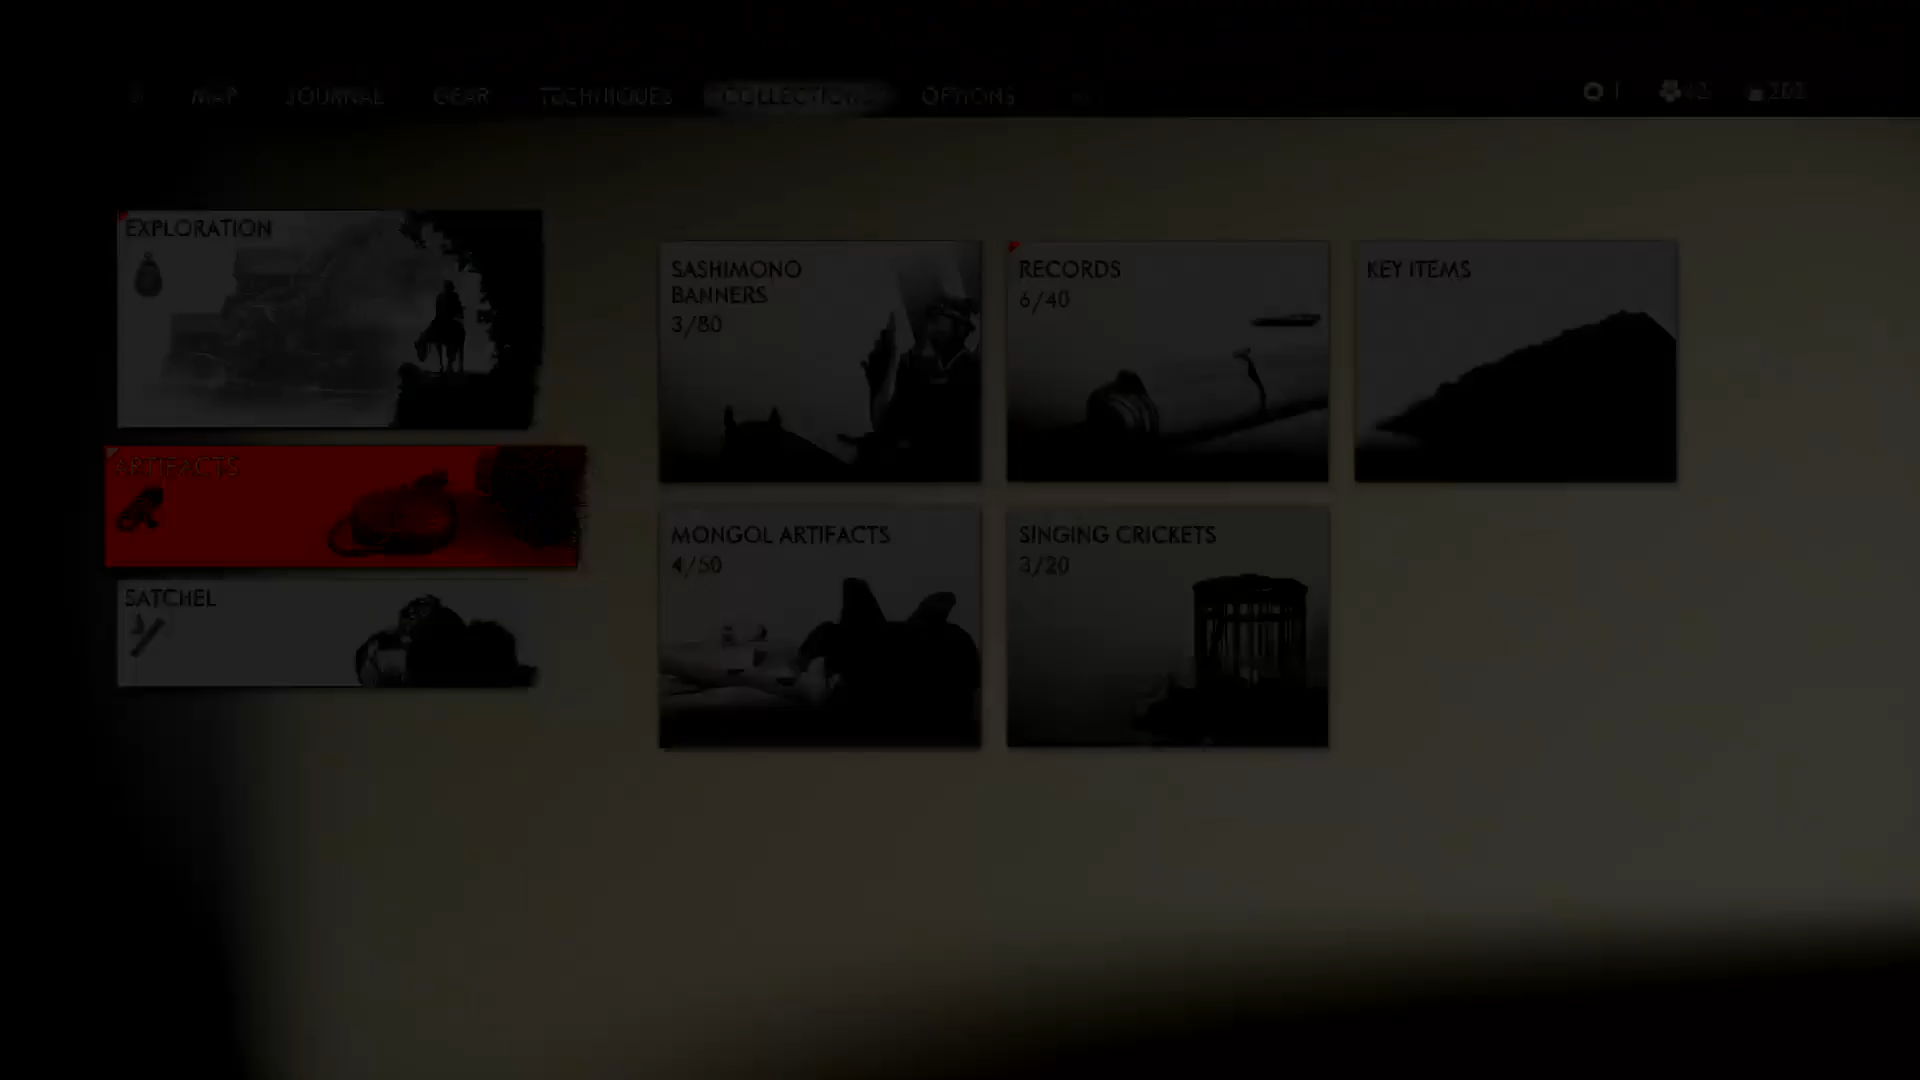 MAP JOURNAL GEAR TECHNIQUES COLLECTIONS OPTIONS
EXPLORATION
ARTIFACTS
SATCHEL
SASHIMONO
BANNERS
3/80
RECORDS
6/40
KEY ITEMS
MONGOL ARTIFACTS
4/50
SINGING CRICKETS
3/20